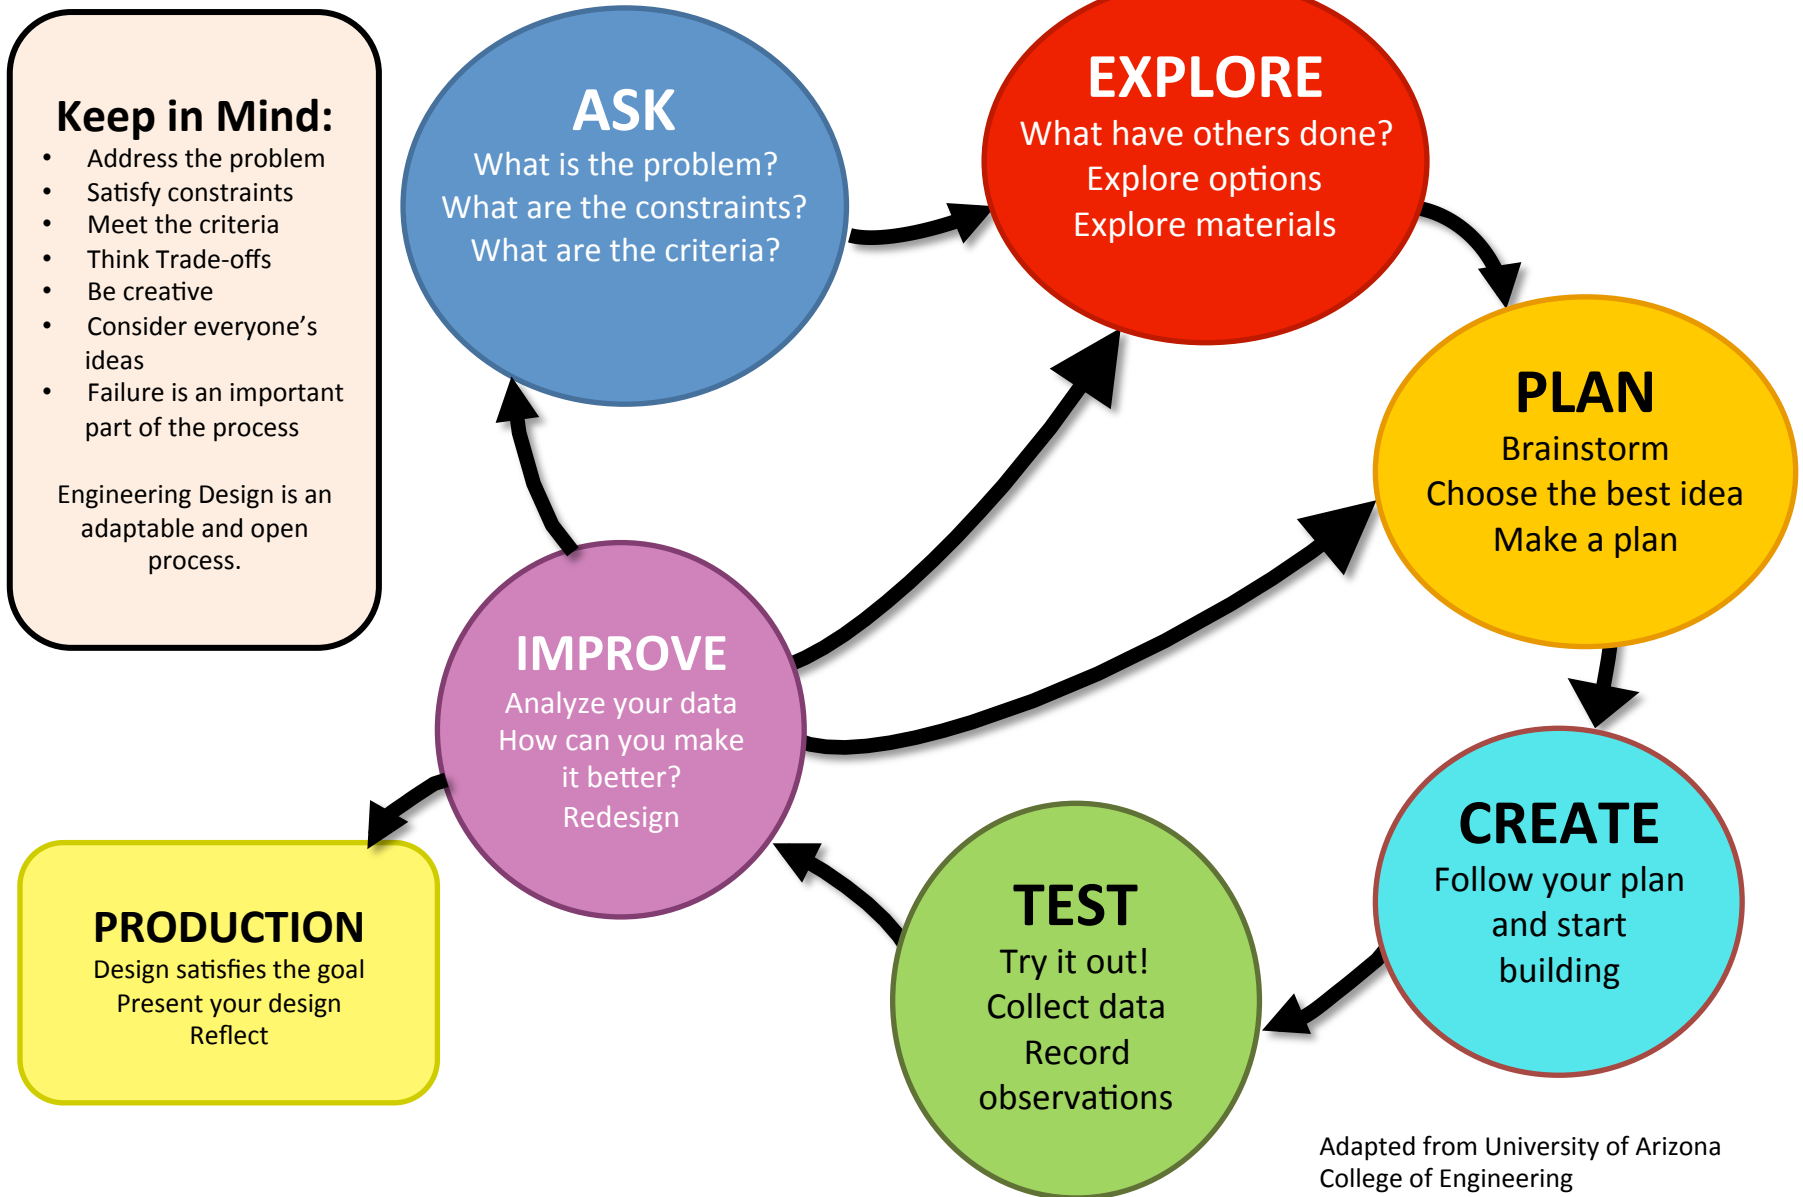 Keep in Mind:
• Address the problem
• Satisfy constraints
• Meet the criteria
• Think Trade-offs
• Be creative
• Consider everyone’s
ideas
• Failure is an important
part of the process
Engineering Design is an
adaptable and open
process.
ASK
What is the problem?
What are the constraints?
What are the criteria?
EXPLORE
What have others done?
Explore options
Explore materials
PLAN
Brainstorm
Choose the best idea
Make a plan
CREATE
Follow your plan
and start
building
TEST
Try it out!
Collect data
Record
observations
IMPROVE
Analyze your data
How can you make
it better?
Redesign
PRODUCTION
Design satisfies the goal
Present your design
Reflect
Adapted from University of Arizona
College of Engineering